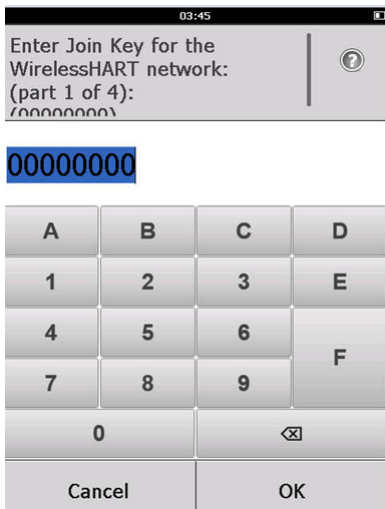 03:45
Enter Join Key for the
WirelessHART network:
(part 1 of 4):
(00000000)
?
00000000
A B C D
1 2 3 E
4 5 6
F
7 8 9
0
Cancel OK